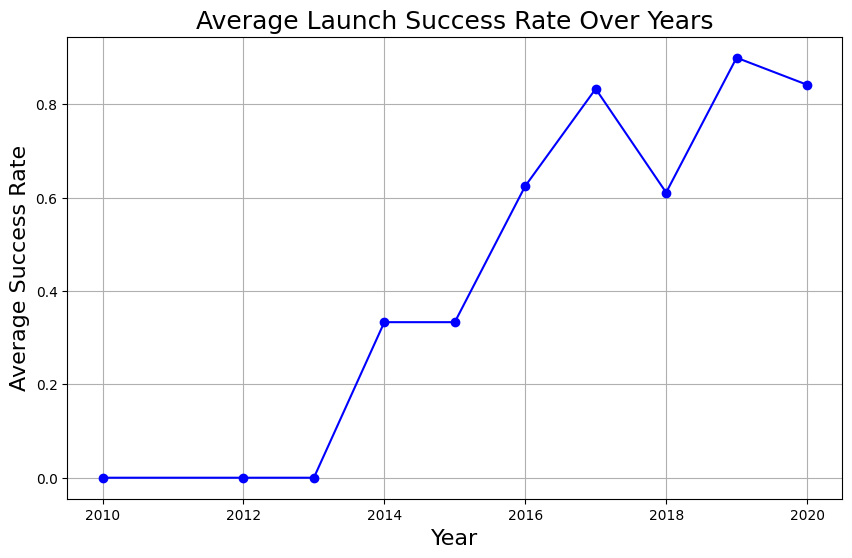 Average Launch Success Rate Over Years
Average Success Rate
0.8
0.6
0.4
0.2
0.0
2010 2012 2014 2016 2018 2020
Year